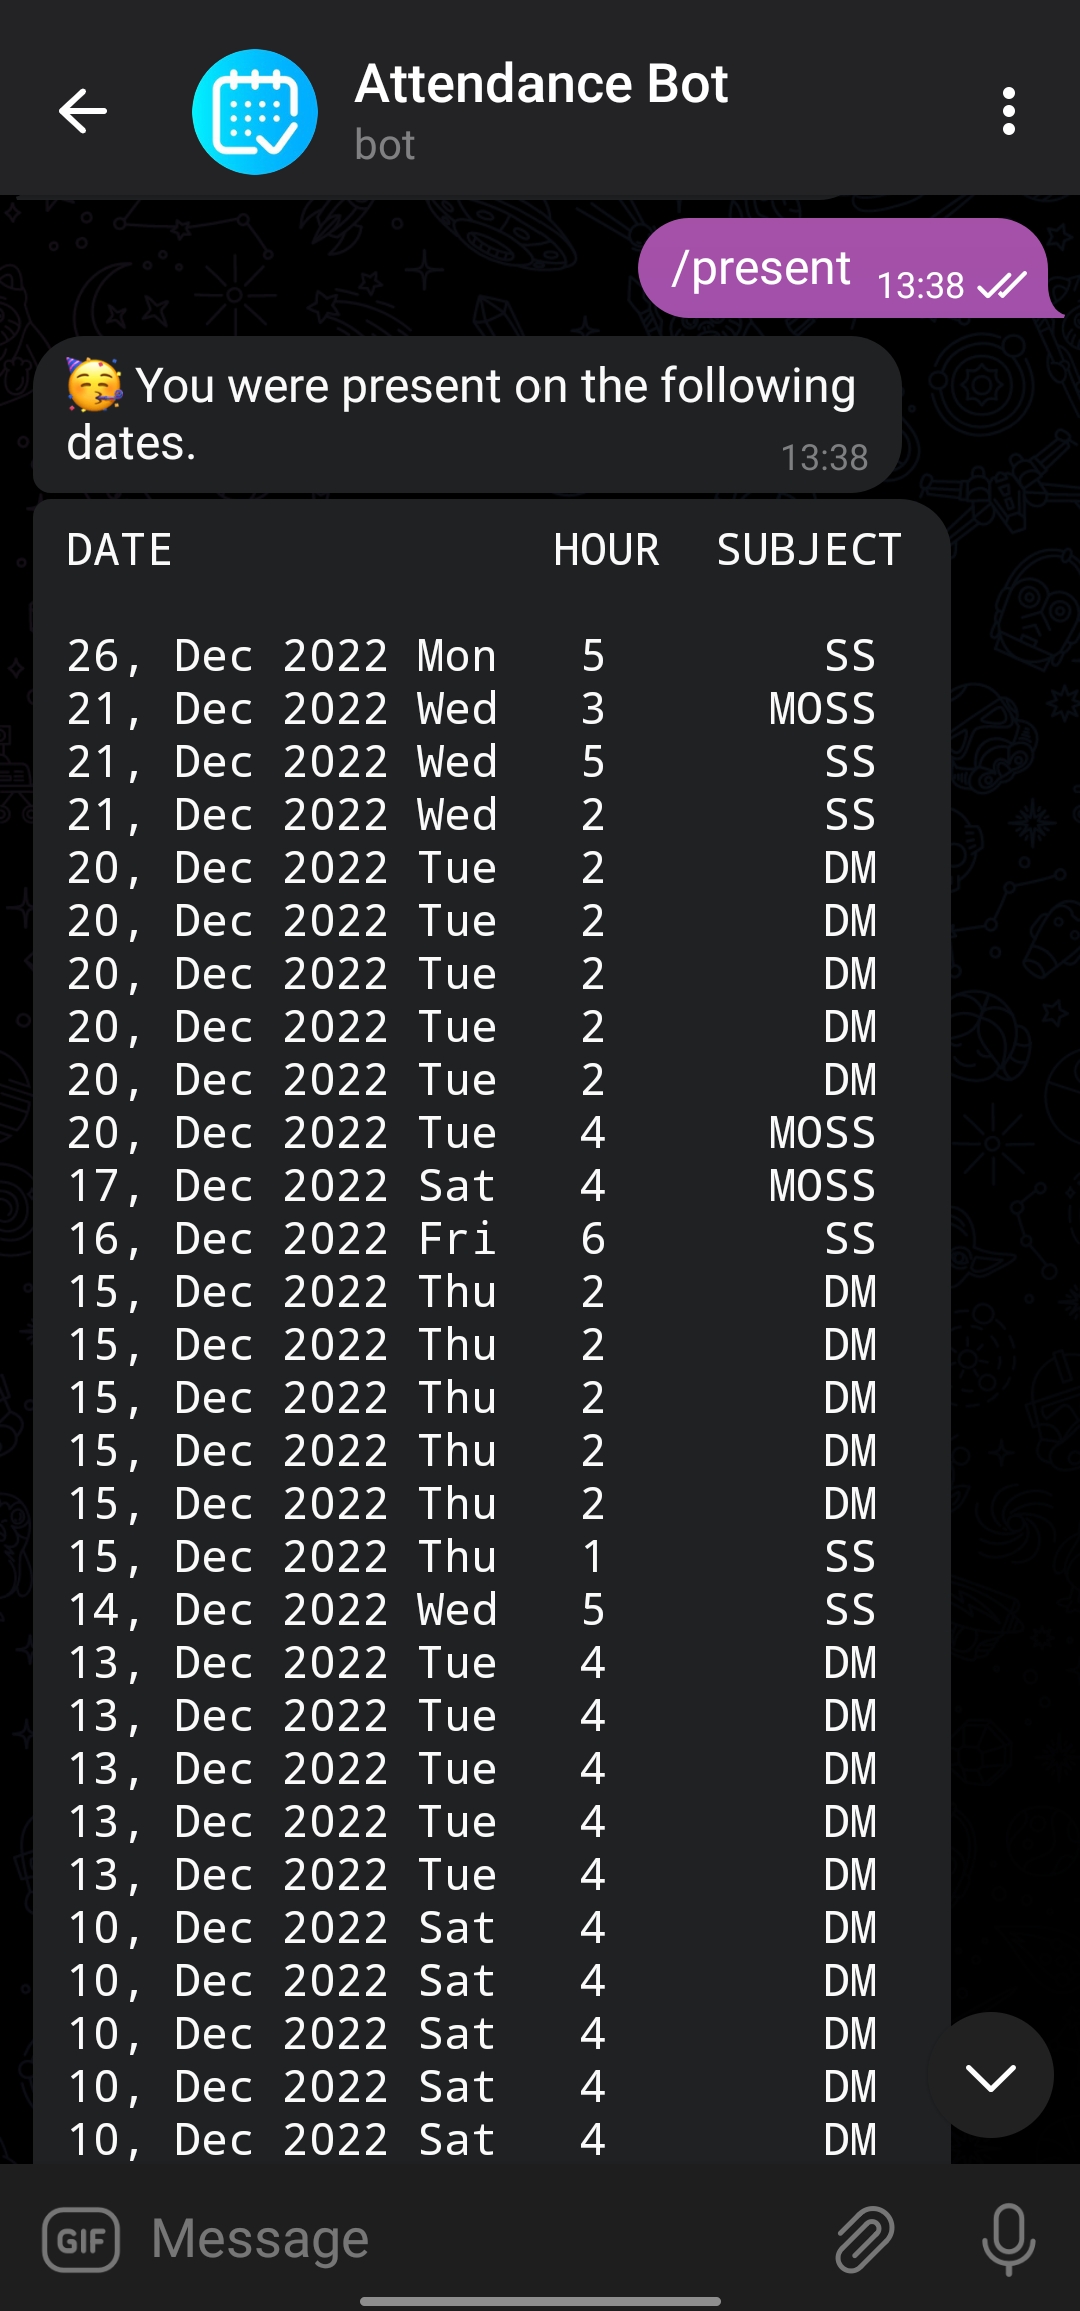 Attendance Bot
bot
/present 13:38
🥳 You were present on the following
dates. 13:38
DATE HOUR SUBJECT
26, Dec 2022 Mon 5 SS
21, Dec 2022 Wed 3 MOSS
21, Dec 2022 Wed 5 SS
21, Dec 2022 Wed 2 SS
20, Dec 2022 Tue 2 DM
20, Dec 2022 Tue 2 DM
20, Dec 2022 Tue 2 DM
20, Dec 2022 Tue 2 DM
20, Dec 2022 Tue 2 DM
20, Dec 2022 Tue 4 MOSS
17, Dec 2022 Sat 4 MOSS
16, Dec 2022 Fri 6 SS
15, Dec 2022 Thu 2 DM
15, Dec 2022 Thu 2 DM
15, Dec 2022 Thu 2 DM
15, Dec 2022 Thu 2 DM
15, Dec 2022 Thu 2 DM
15, Dec 2022 Thu 1 SS
14, Dec 2022 Wed 5 SS
13, Dec 2022 Tue 4 DM
13, Dec 2022 Tue 4 DM
13, Dec 2022 Tue 4 DM
13, Dec 2022 Tue 4 DM
13, Dec 2022 Tue 4 DM
10, Dec 2022 Sat 4 DM
10, Dec 2022 Sat 4 DM
10, Dec 2022 Sat 4 DM
10, Dec 2022 Sat 4 DM
10, Dec 2022 Sat 4 DM
GIF Message